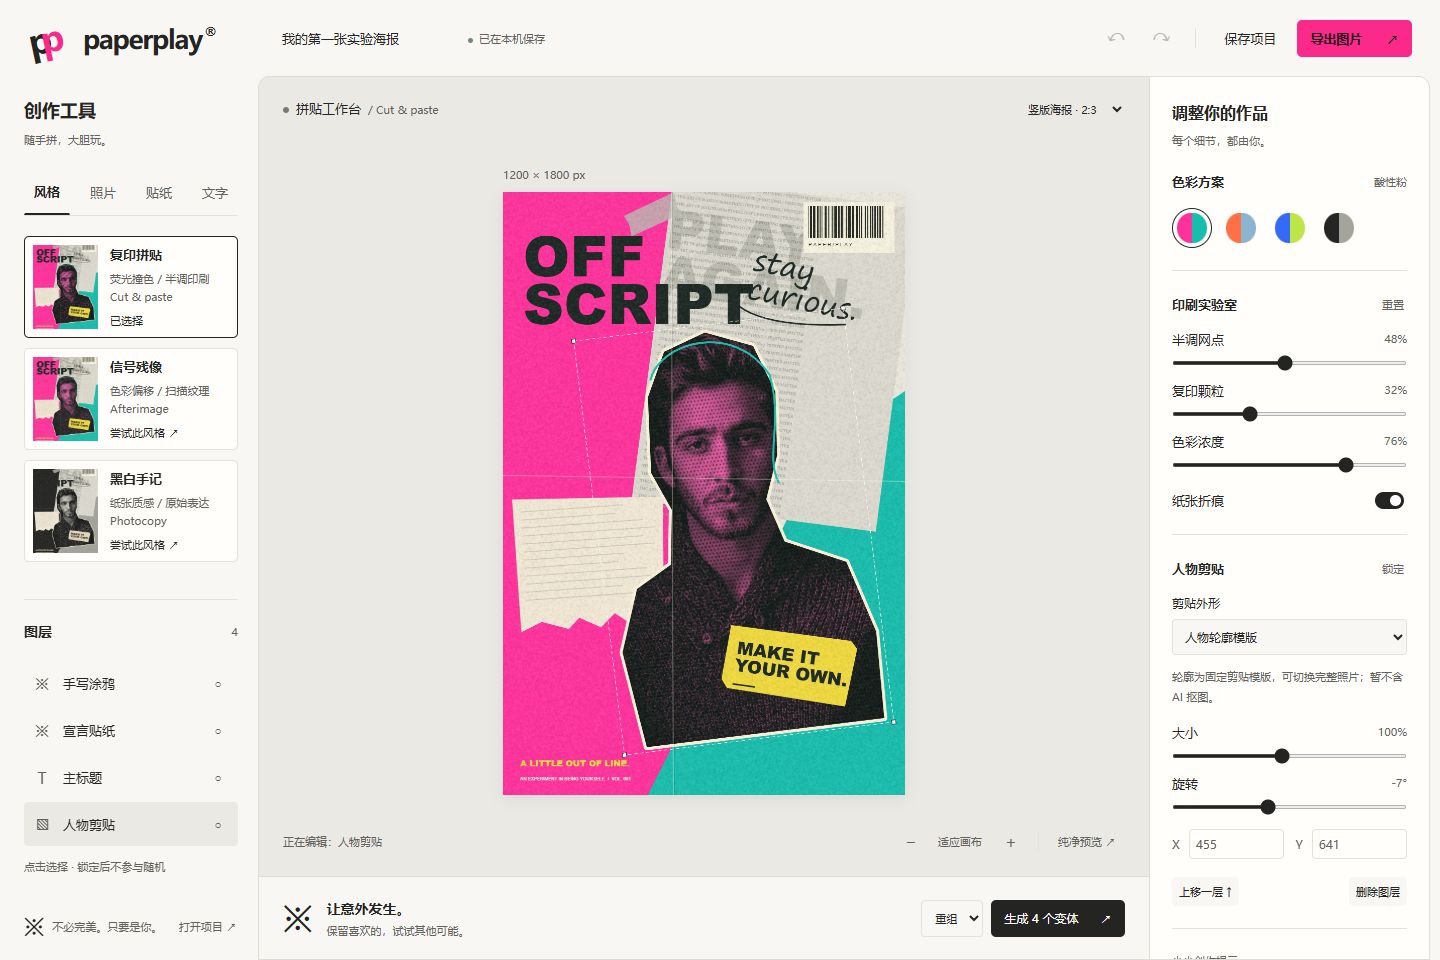 paperplay®
我的第一张实验海报
已在本机保存
保存项目
导出图片 ↗
创作工具
随手拼，大胆玩。
风格
照片
贴纸
文字
OFF
SCRIPT
复印拼贴
荧光撞色 / 半调印刷
Cut & paste
已选择
OFF
SCRIPT
信号残像
色彩偏移 / 扫描纹理
Afterimage
尝试此风格 ↗
黑白手记
纸张质感 / 原始表达
Photocopy
尝试此风格 ↗
图层
4
※ 手写涂鸦
※ 宣言贴纸
T 主标题
人物剪贴
点击选择 · 锁定后不参与随机
※ 不必完美。只要是你。
打开项目 ↗
拼贴工作台 / Cut & paste
竖版海报 · 2:3
1200 × 1800 px
PLAY
AGAIN.
PAPER/PLAY
OFF
SCRIPT
stay
curious.
MAKE IT
YOUR OWN.
A LITTLE OUT OF LINE.
AN EXPERIMENT IN BEING YOURSELF. / VOL. 001
正在编辑：人物剪贴
− 适应画布 +
纯净预览 ↗
※ 让意外发生。
保留喜欢的，试试其他可能。
重组
生成 4 个变体 ↗
调整你的作品
每个细节，都由你。
色彩方案
酸性粉
印刷实验室
重置
半调网点
48%
复印颗粒
32%
色彩浓度
76%
纸张折痕
人物剪贴
锁定
剪贴外形
人物轮廓模版
轮廓为固定剪贴模版，可切换完整照片；暂不含
AI 抠图。
大小
100%
旋转
-7°
X 455
Y 641
上移一层 ↑
删除图层